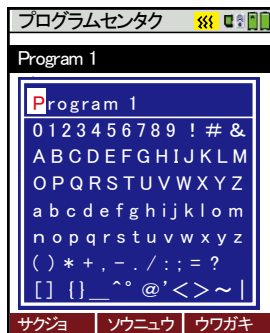 プログラムセンタク
Program 1
Program 1
0123456789!#&
ABCDEFGHIJKLM
OPQRSTUVWXYZ
abcdefghijklom
nopqrstuvwxyz
()*+,-./:;=?
[]{}_^°@'<>~|
サクジョ ソウニュウ ウワガキ